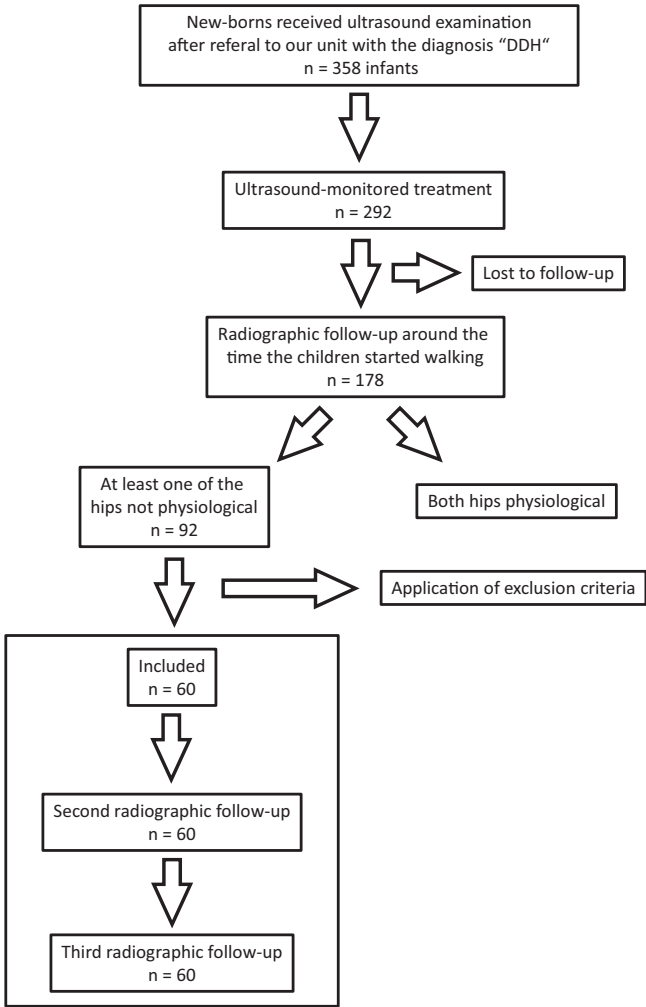 New-borns received ultrasound examination
after referal to our unit with the diagnosis “DDH“
n = 358 infants
Ultrasound-monitored treatment
n = 292
Lost to follow-up
Radiographic follow-up around the
time the children started walking
n = 178
At least one of the
hips not physiological
n = 92
Both hips physiological
Application of exclusion criteria
Included
n = 60
Second radiographic follow-up
n = 60
Third radiographic follow-up
n = 60